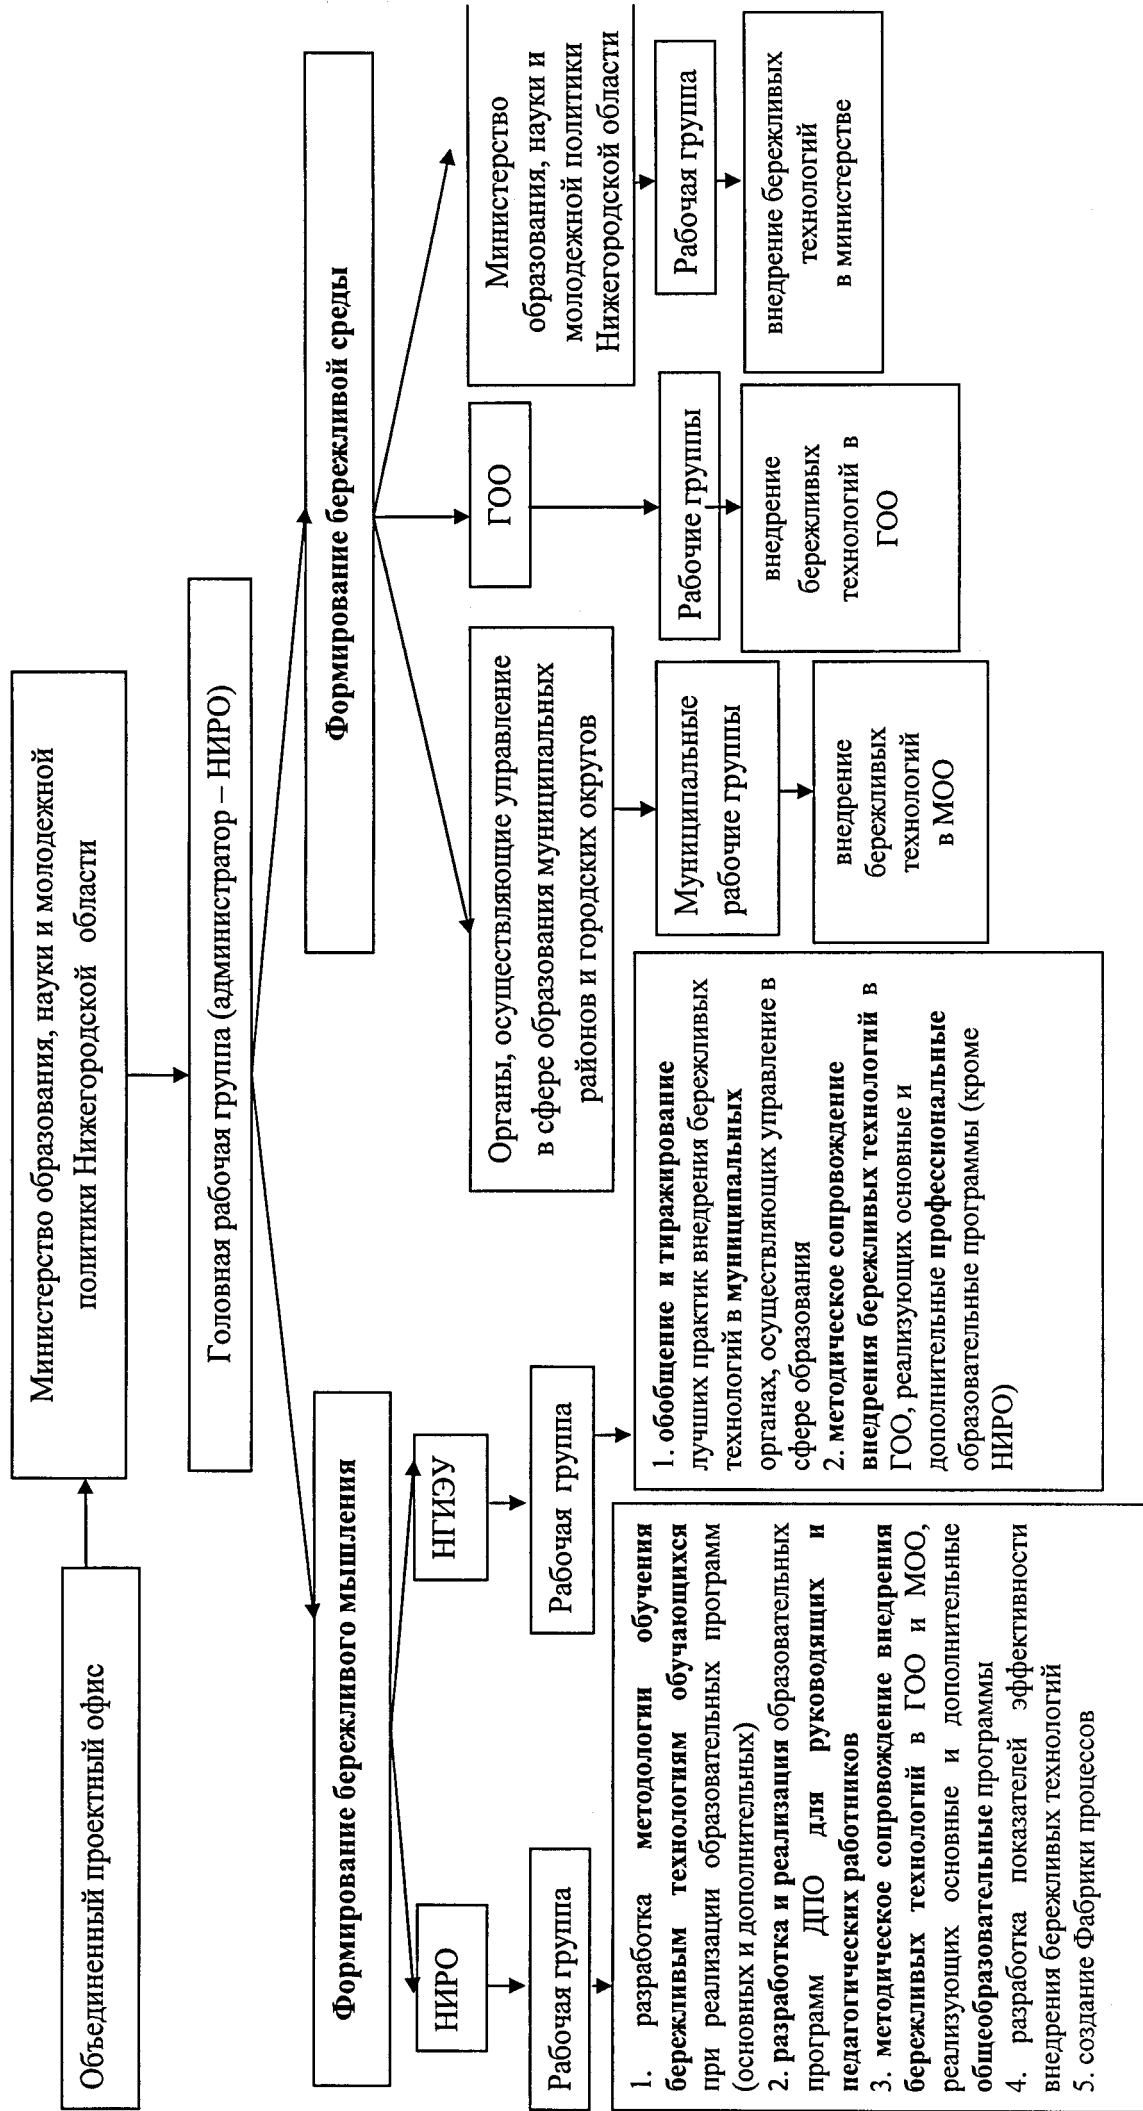 Объединенный проектный офис
Министерство образования, науки и молодежной
политики Нижегородской области
Головная рабочая группа (администратор – НИРО)
Формирование бережливого мышления
НИРО
НГИЭУ
Рабочая группа
Рабочая группа
1. разработка методологии обучения
бережливым технологиям обучающихся
при реализации образовательных программ
(основных и дополнительных)
2. разработка и реализация образовательных
программ ДПО для руководящих и
педагогических работников
3. методическое сопровождение внедрения
бережливых технологий в ГОО и МОО,
реализующих основные и дополнительные
общеобразовательные программы
4. разработка показателей эффективности
внедрения бережливых технологий
5. создание Фабрики процессов
1. обобщение и тиражирование
лучших практик внедрения бережливых
технологий в муниципальных
органах, осуществляющих управление в
сфере образования
2. методическое сопровождение
внедрения бережливых технологий в
ГОО, реализующих основные и
дополнительные профессиональные
образовательные программы (кроме
НИРО)
Формирование бережливой среды
Органы, осуществляющие управление
в сфере образования муниципальных
районов и городских округов
Муниципальные
рабочие группы
внедрение
бережливых
технологий
в МОО
ГОО
Рабочие группы
внедрение
бережливых
технологий в
ГОО
Министерство
образования, науки и
молодежной политики
Нижегородской области
Рабочая группа
внедрение бережливых
технологий
в министерстве